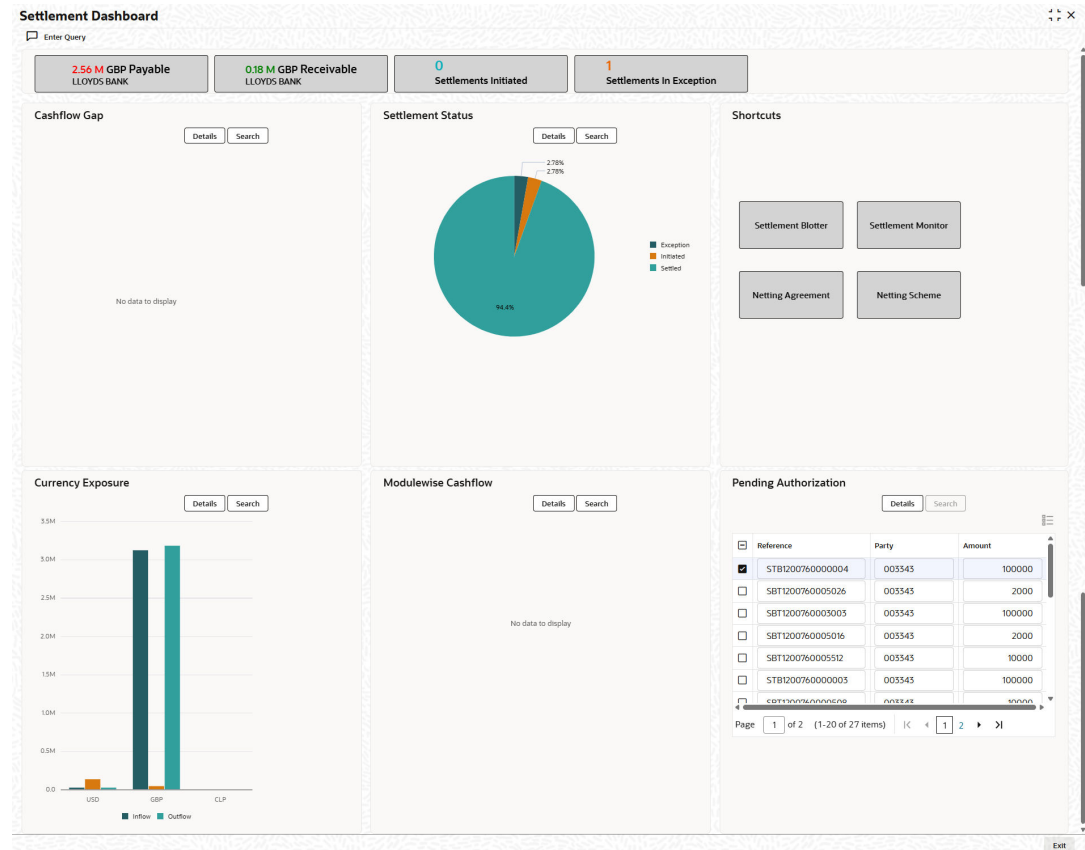 Settlement Dashboard
Enter Query
2.56 M GBP Payable
LLOYDS BANK
0.18 M GBP Receivable
LLOYDS BANK
0
Settlements Initiated
1
Settlements In Exception
Cashflow Gap
Details Search
No data to display
Settlement Status
Details Search
2.78%
2.78%
94.4%
Exception
Initiated
Settled
Shortcuts
Settlement Blotter Settlement Monitor
Netting Agreement Netting Scheme
Currency Exposure
Details Search
3.5M
3.0M
2.5M
2.0M
1.5M
1.0M
0.5M
0.0
USD GBP CLP
Inflow Outflow
Modulewise Cashflow
Details Search
No data to display
Pending Authorization
Details Search
Reference Party Amount
STB1200760000004 003343 100000
SBT1200760005026 003343 2000
SBT1200760003003 003343 100000
SBT1200760005016 003343 2000
SBT1200760005512 003343 10000
STB1200760000003 003343 100000
003343 10000
Page 1 of 2 (1-20 of 27 items) 1 2
Exit